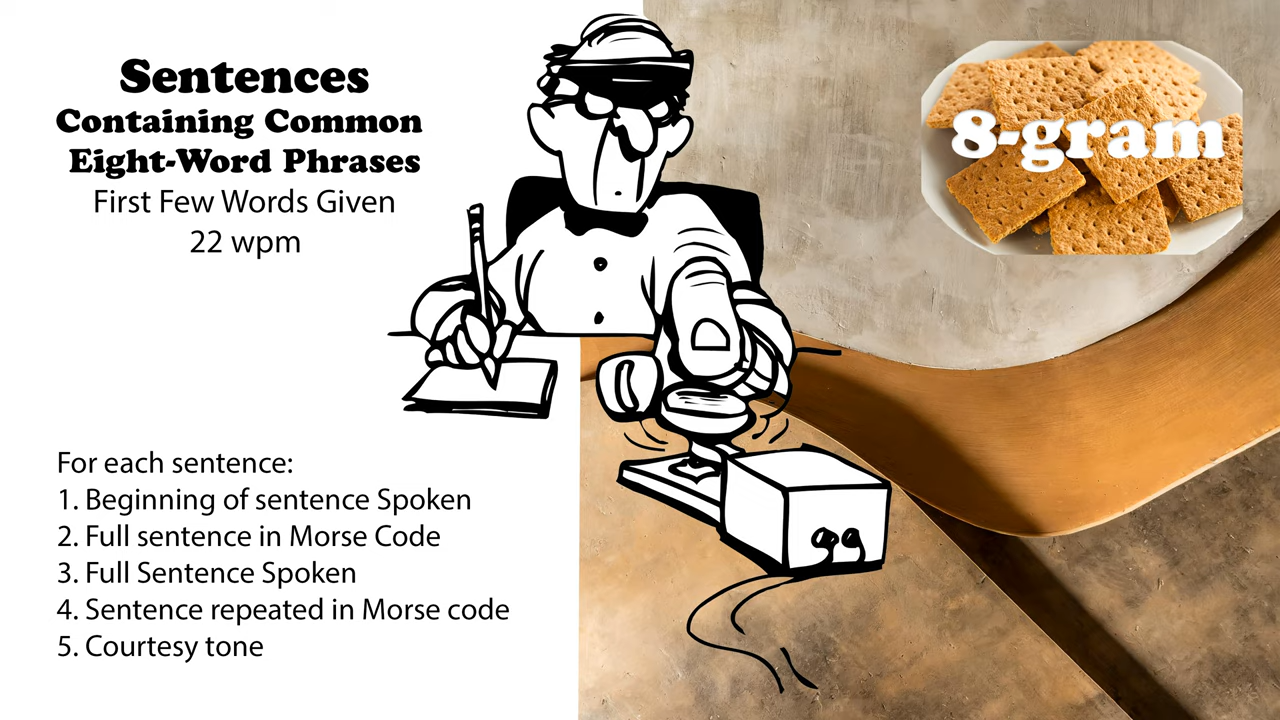 Sentences
Containing Common
Eight-Word Phrases
First Few Words Given
22 wpm
8-gram
For each sentence:
1. Beginning of sentence Spoken
2. Full sentence in Morse Code
3. Full Sentence Spoken
4. Sentence repeated in Morse code
5. Courtesy tone